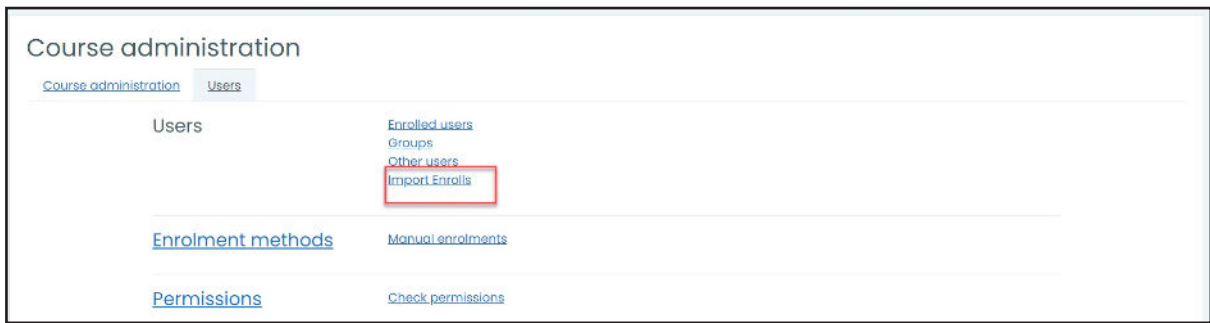 Course administration
Course administration Users
Users Enrolled users
Groups
Other users
Import Enrolls
Enrolment methods Manual enrolments
Permissions Check permissions